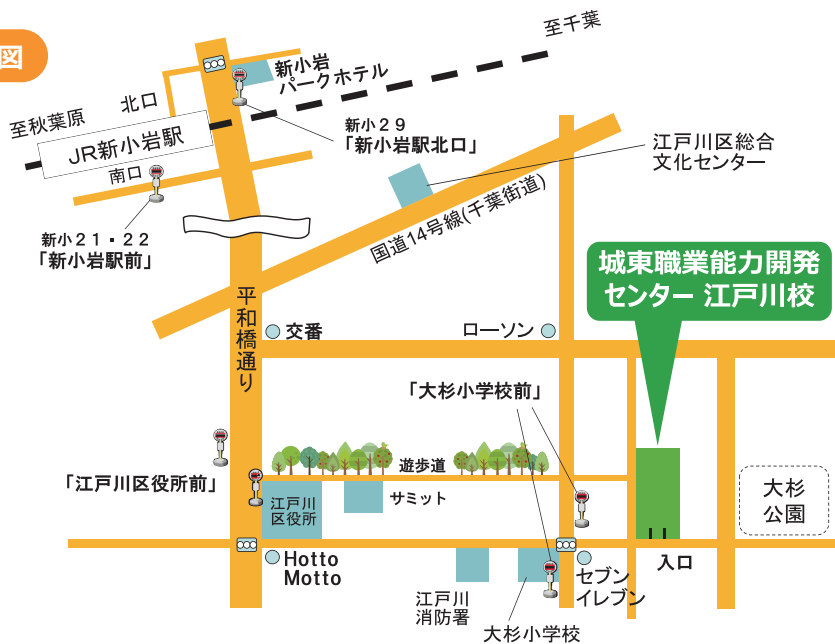 図
至千葉
新小岩
パークホテル
北口
至秋葉原
JR新小岩駅
南口
新小29
「新小岩駅北口」
江戸川区総合
文化センター
新小21・22
「新小岩駅前」
国道14号線(千葉街道)
城東職業能力開発
センター 江戸川校
平和橋通り
交番
ローソン
「大杉小学校前」
遊歩道
「江戸川区役所前」
江戸川
区役所
サミット
大杉
公園
Hotto
Motto
セブン
イレブン
入口
江戸川
消防署
大杉小学校